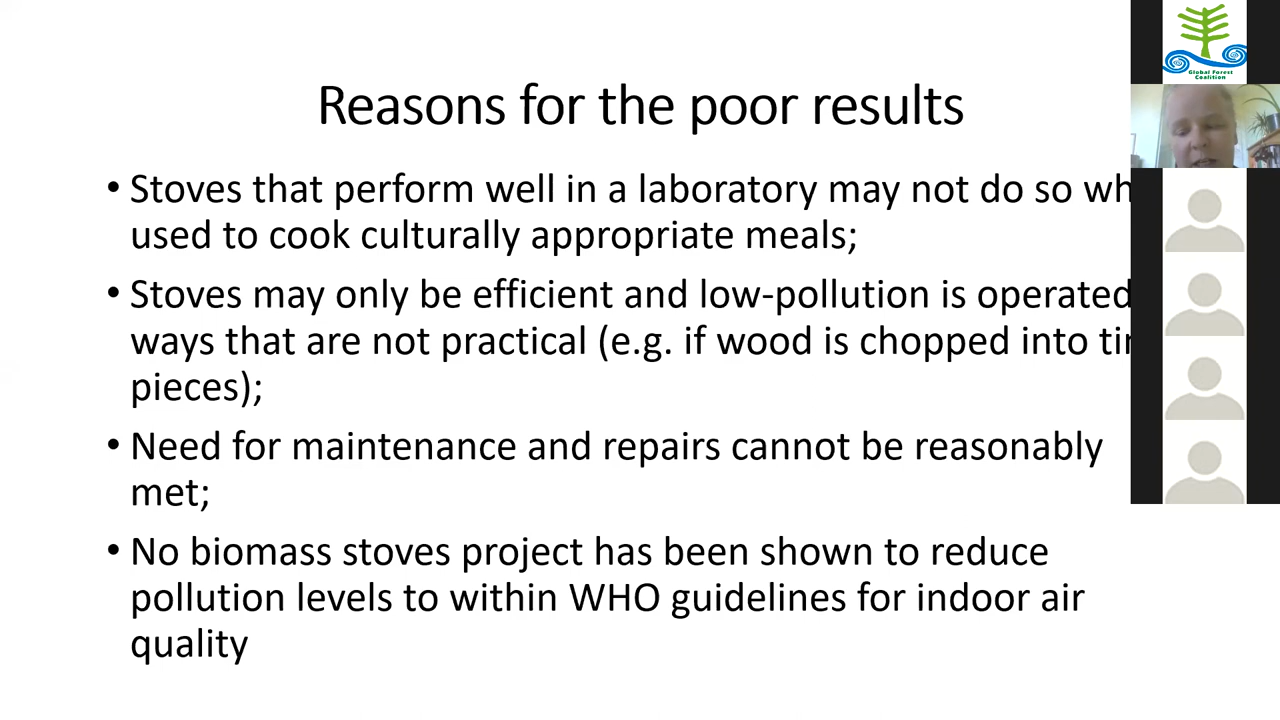 Reasons for the poor results
• Stoves that perform well in a laboratory may not do so wh
used to cook culturally appropriate meals;
• Stoves may only be efficient and low-pollution is operated
ways that are not practical (e.g. if wood is chopped into
pieces);
• Need for maintenance and repairs cannot be reasonably
met;
• No biomass stoves project has been shown to reduce
pollution levels to within WHO guidelines for indoor air
quality
Global Forest
Coalition